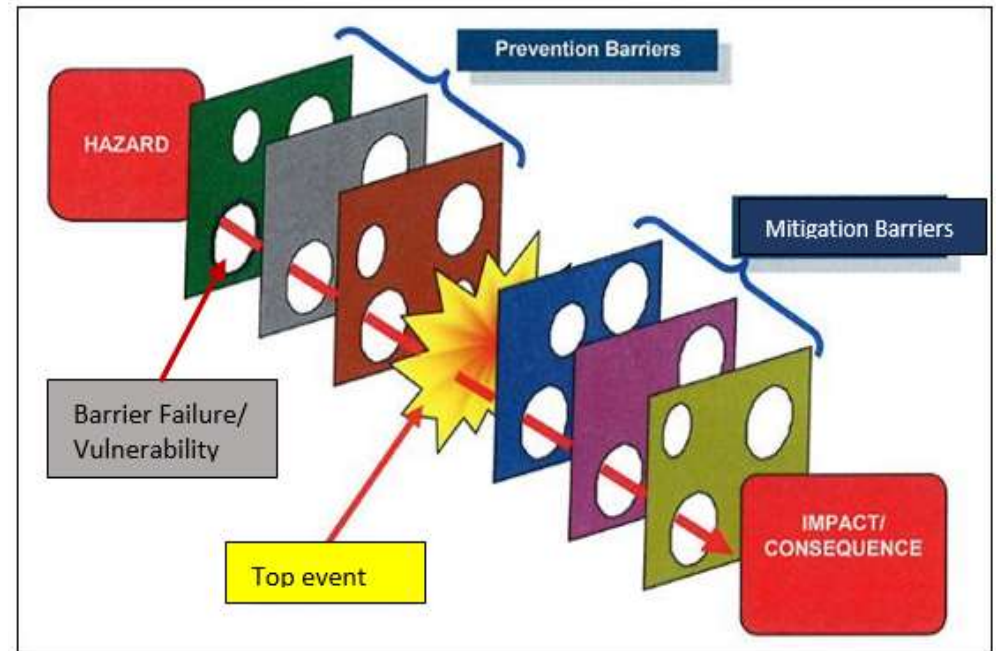 Prevention Barriers
HAZARD
Mitigation Barriers
Barrier Failure/
Vulnerability
Top event
IMPACT/
CONSEQUENCE